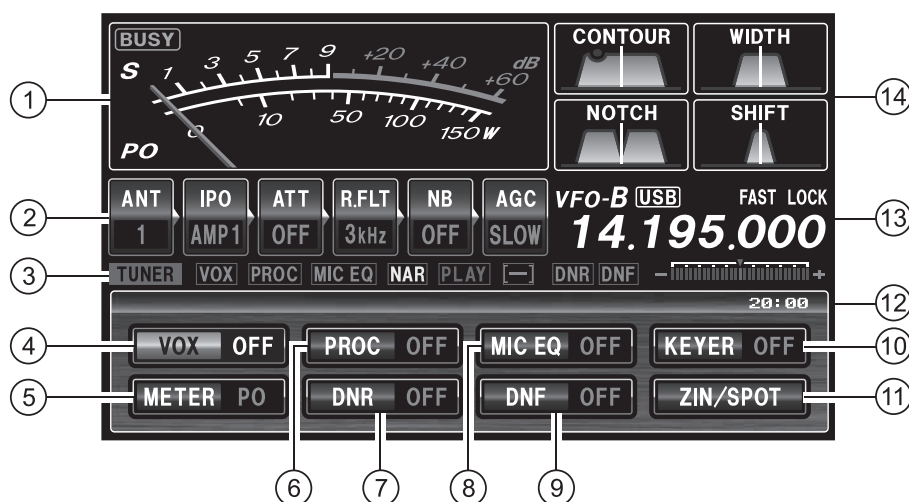 BUSY
S 1 3 5 7 9 +20 +40 +60 dB
0 10 50 100 150 W
PO
CONTOUR WIDTH
NOTCH SHIFT
ANT IPO ATT R.FLT NB AGC
1 AMP1 OFF 3kHz OFF SLOW
VFO-B USB FAST LOCK
14.195.000
TUNER VOX PROC MIC EQ NAR PLAY DNR DNF - +
20:00
VOX OFF PROC OFF MIC EQ OFF KEYER OFF
METER PO DNR OFF DNF OFF ZIN/SPOT
1
2
3
4
5
6
7
8
9
10
11
12
13
14